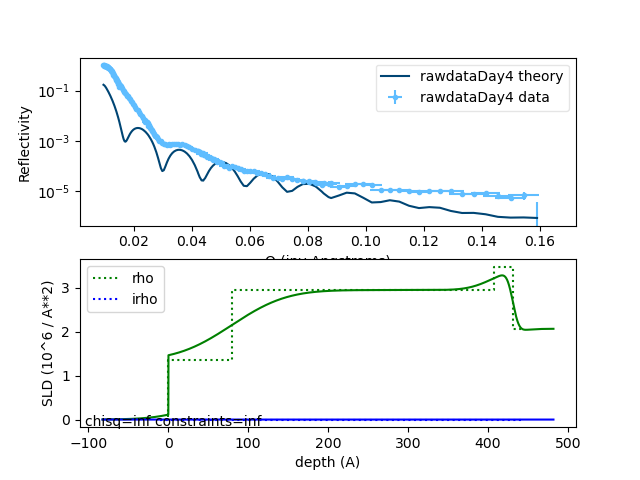 rawdataDay4 theory
rawdataDay4 data
Reflectivity
10⁻¹
10⁻³
10⁻⁵
0.02 0.04 0.06 0.08 0.10 0.12 0.14 0.16
Q (inv Angstroms)
rho
irho
SLD (10^6 / A**2)
3
2
1
0
chisq=inf constraints=inf
−100 0 100 200 300 400 500
depth (A)